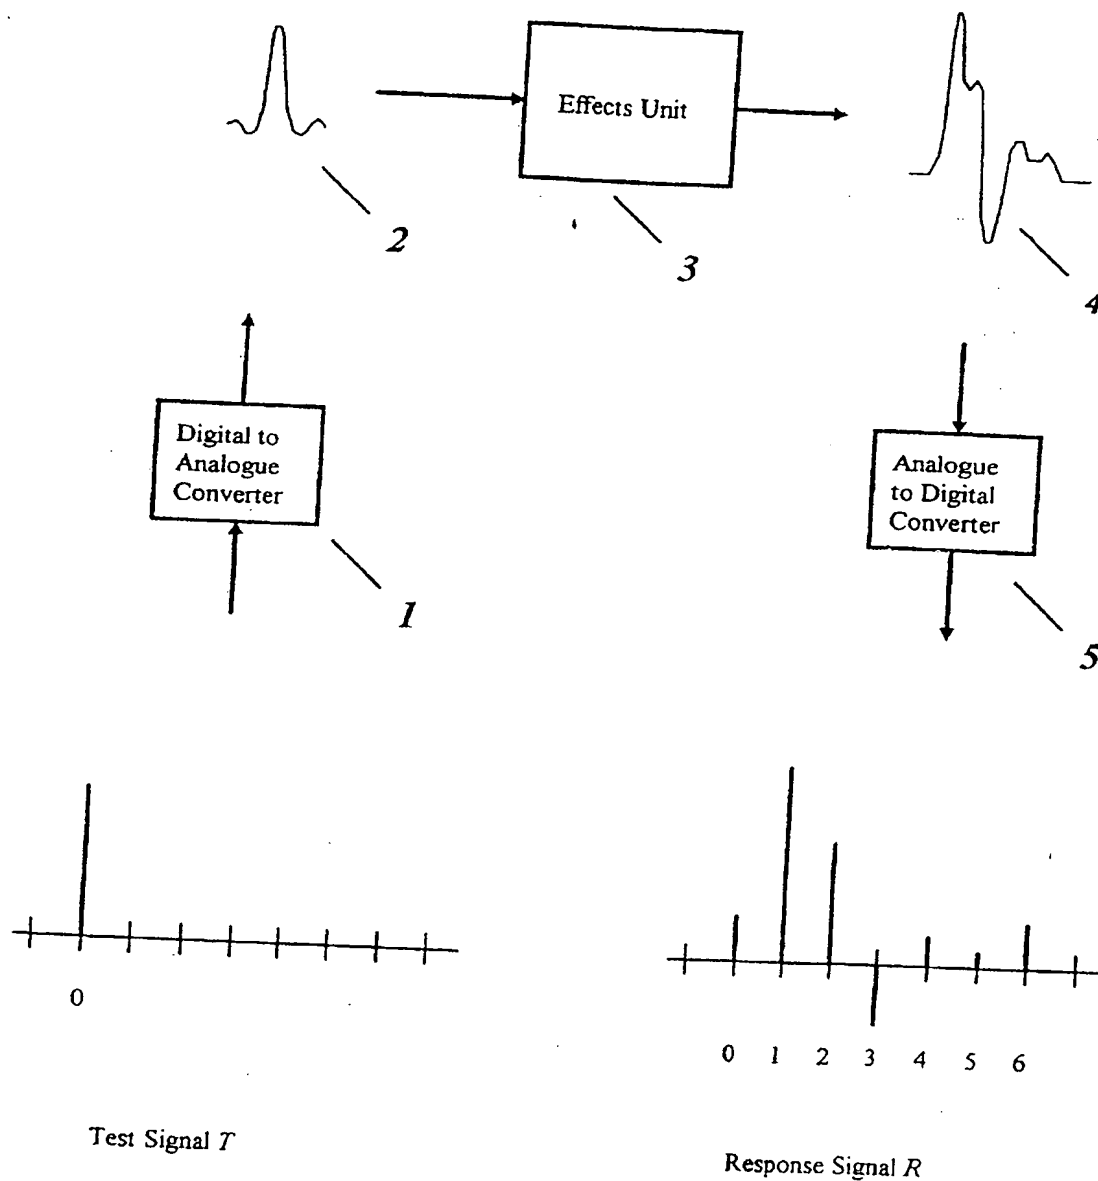 Effects Unit
2
3
4
Digital to
Analogue
Converter
Analogue
to Digital
Converter
1
5
0
0 1 2 3 4 5 6
Test Signal T
Response Signal R